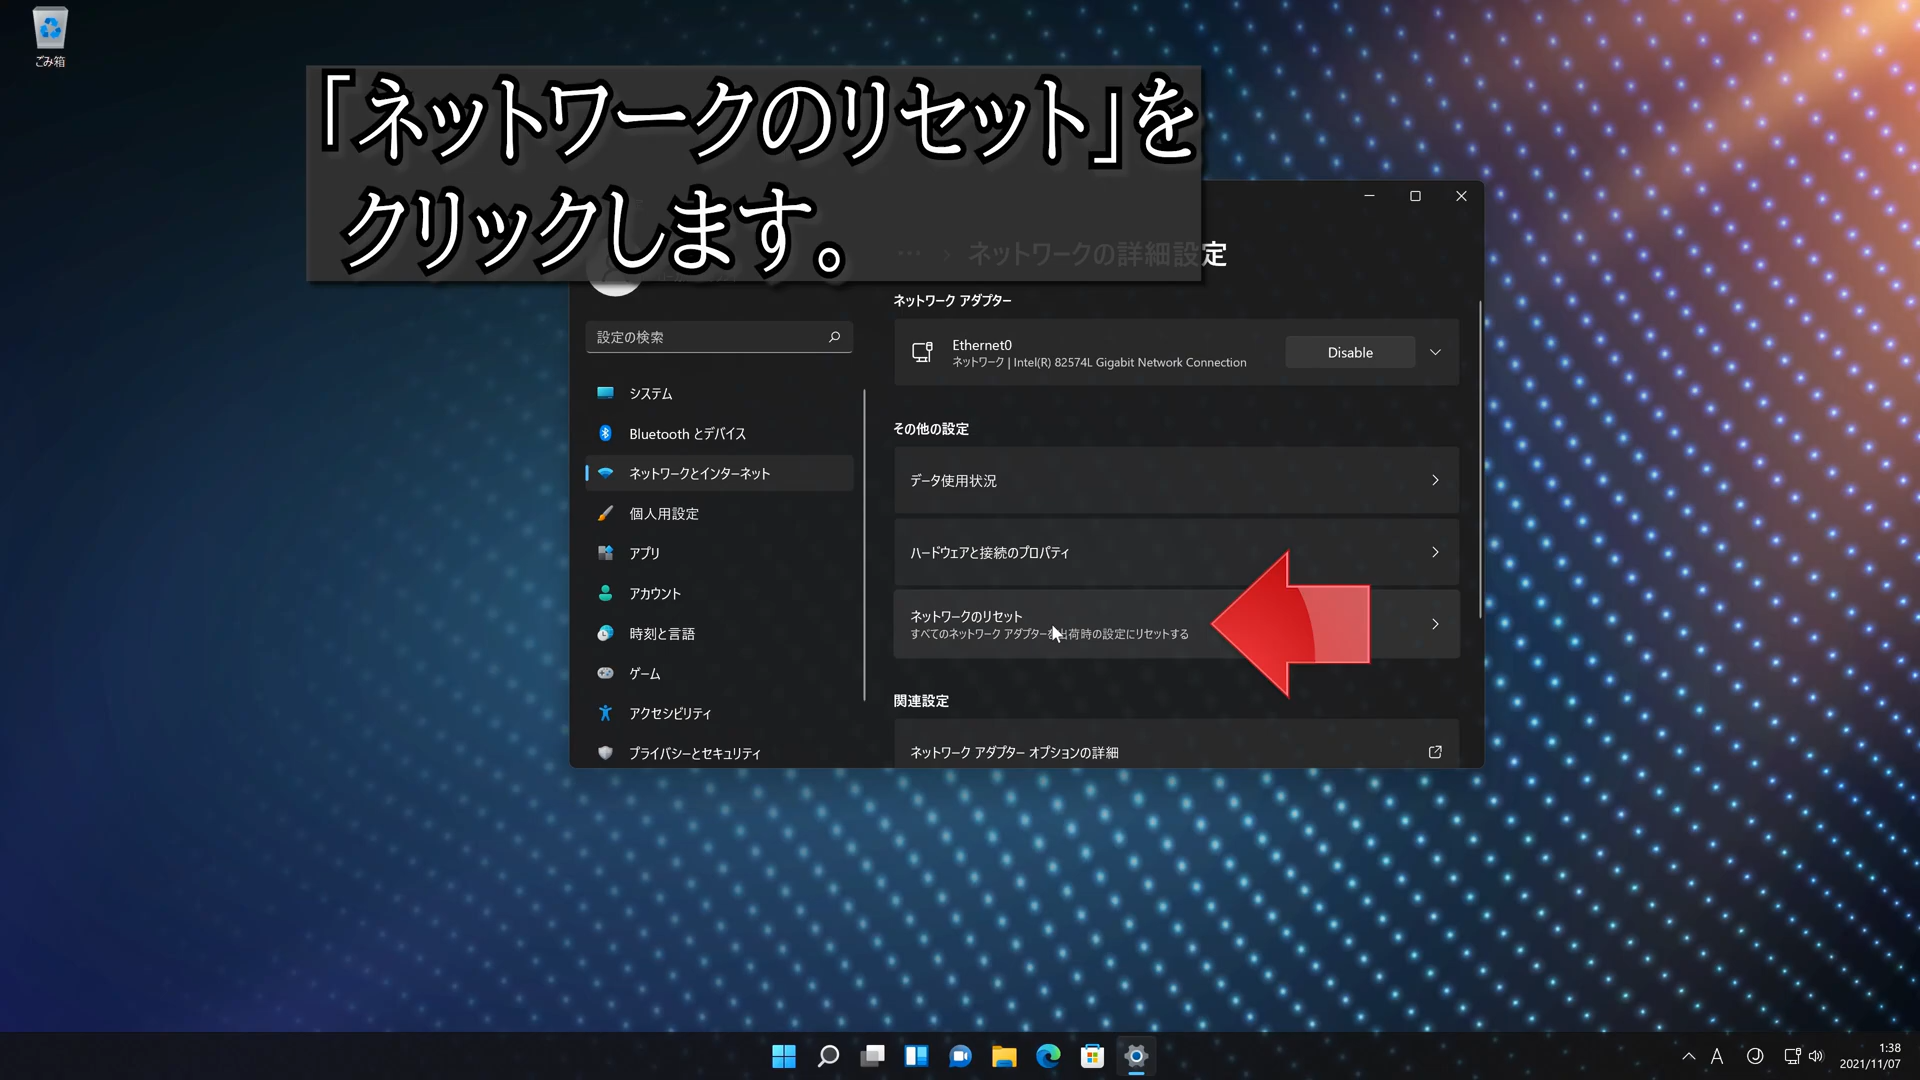 ごみ箱
「ネットワークのリセット」を
クリックします。
… › ネットワークの詳細設定
設定の検索
システム
Bluetooth とデバイス
ネットワークとインターネット
個人用設定
アプリ
アカウント
時刻と言語
ゲーム
アクセシビリティ
プライバシーとセキュリティ
ネットワーク アダプター
Ethernet0
ネットワーク | Intel(R) 82574L Gigabit Network Connection
Disable
その他の設定
データ使用状況
ハードウェアと接続のプロパティ
ネットワークのリセット
すべてのネットワーク アダプターを出荷時の設定にリセットする
関連設定
ネットワーク アダプター オプションの詳細
A
1:38
2021/11/07